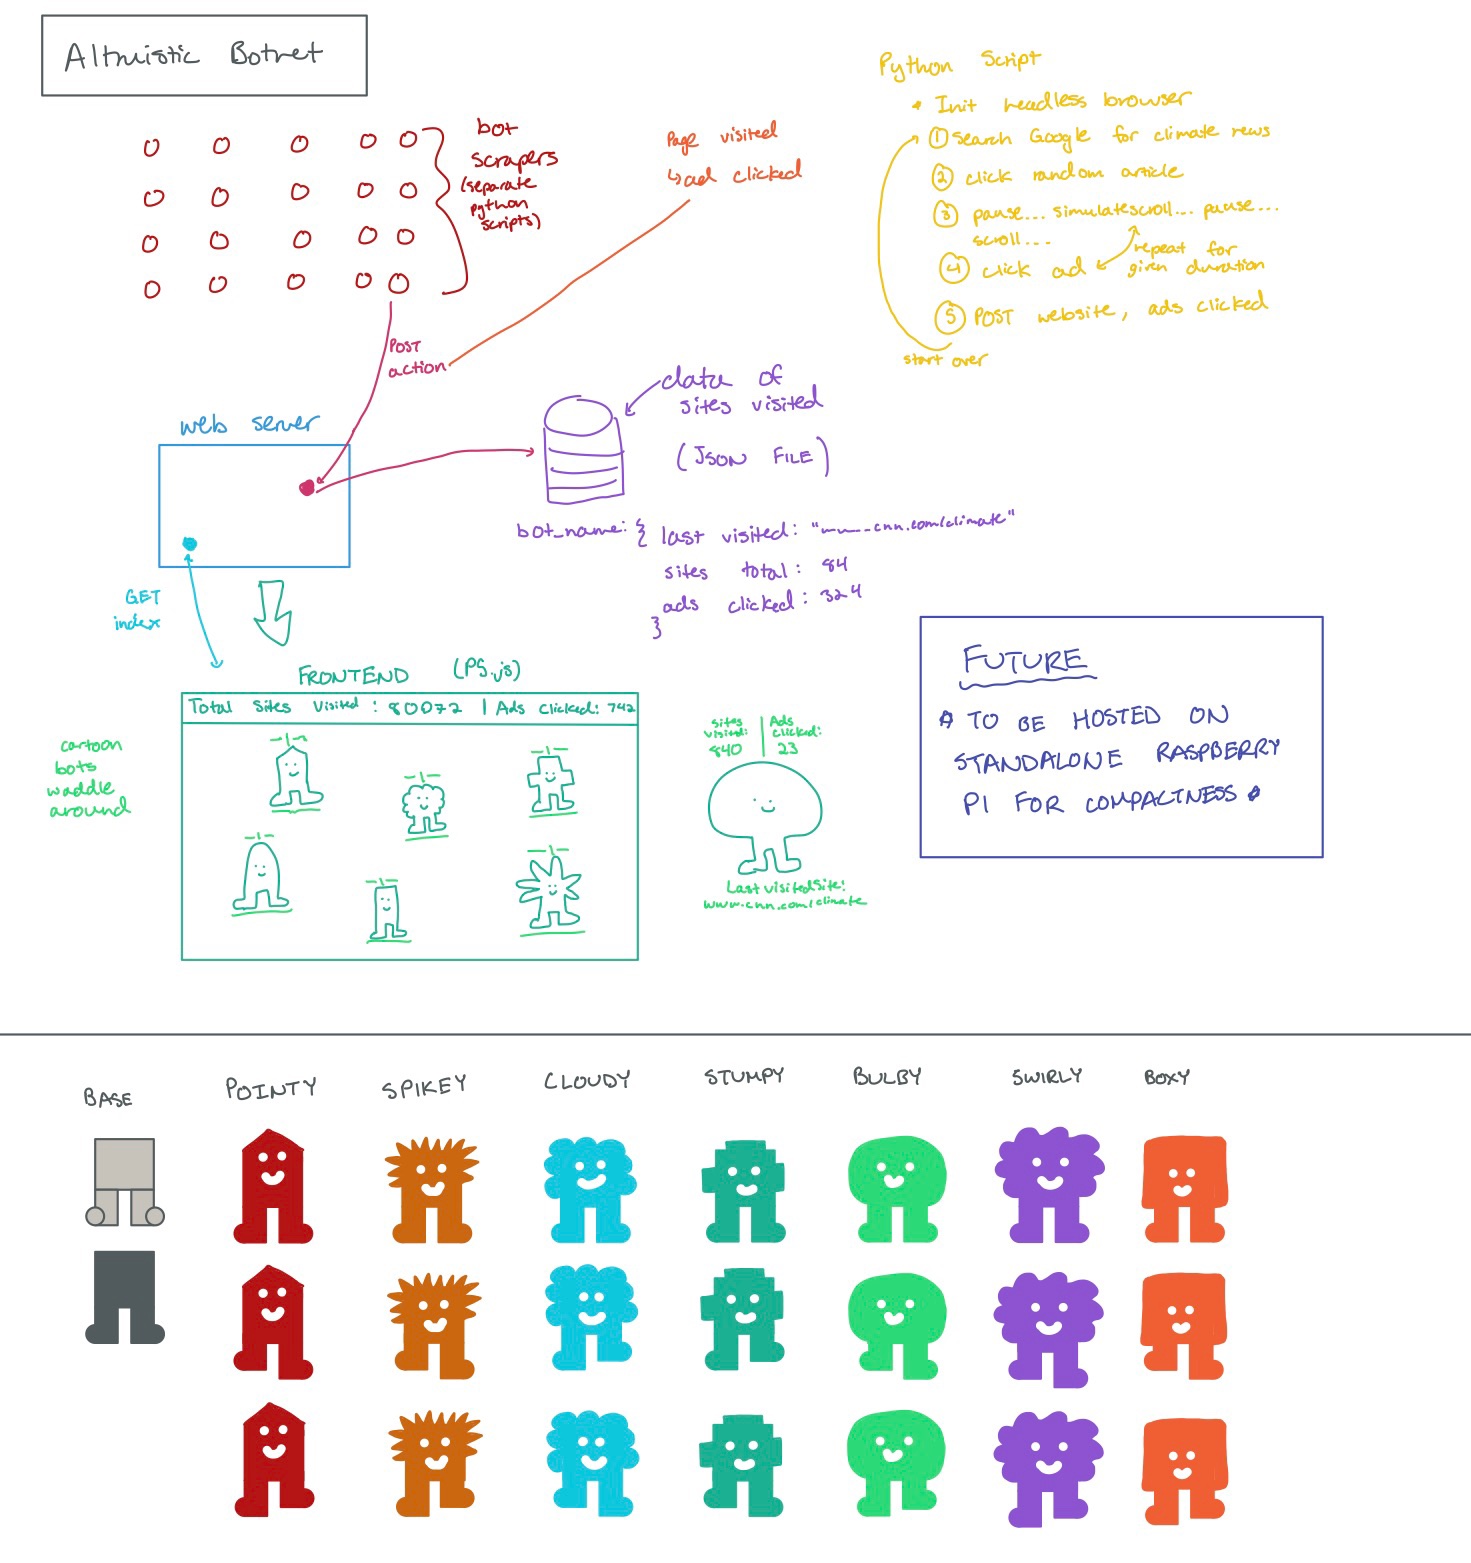 Altruistic Botnet
bot
scrapers
(separate
python
scripts)
Page visited
↳ad clicked
POST
action
Python Script
• Init headless browser
① Search Google for climate news
② click random article
③ pause... simulate scroll... pause...
scroll...
④ click ad
repeat for
given duration
⑤ POST website, ads clicked
start over
web server
GET
index
data of
sites visited
(JSON FILE)
bot_name: { last visited: "www.cnn.com/climate"
sites total: 84
ads clicked: 324
}
FRONTEND (P5.js)
Total Sites Visited: 80072 | Ads Clicked: 742
cartoon
bots
waddle
around
sites
visited:
840
Ads
clicked:
23
Last visited site:
www.cnn.com/climate
FUTURE
* TO BE HOSTED ON
STANDALONE RASPBERRY
PI FOR COMPACTNESS *
BASE
POINTY
SPIKEY
CLOUDY
STUMPY
BULBY
SWIRLY
BOXY